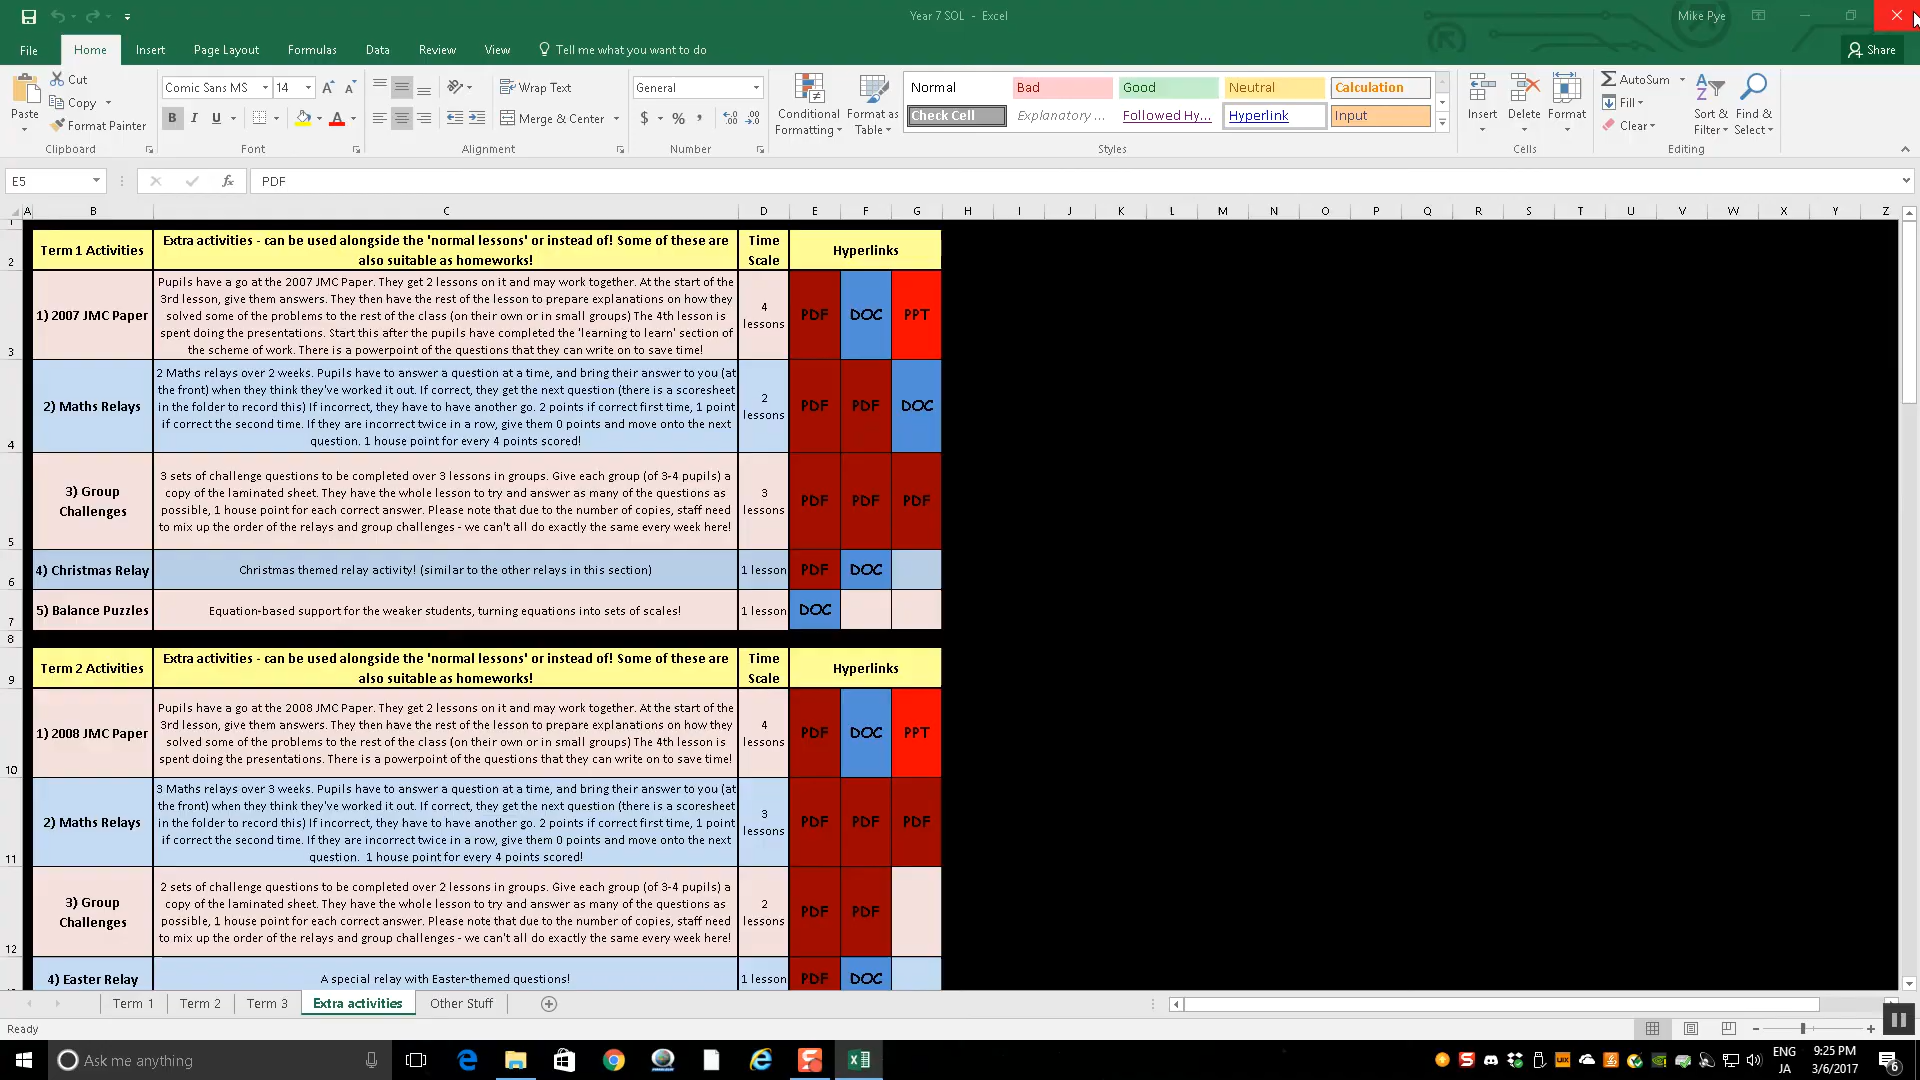 Year 7 SOL - Excel
Mike Pye
File
Home
Insert
Page Layout
Formulas
Data
Review
View
Tell me what you want to do
Share
Paste
Cut
Copy
Format Painter
Clipboard
Comic Sans MS
14
B I U
Font
Wrap Text
Merge & Center
Alignment
General
$ % ,
Number
Conditional
Formatting
Format as
Table
Normal
Bad
Good
Neutral
Calculation
Check Cell
Explanatory ...
Followed Hy...
Hyperlink
Input
Styles
Insert
Delete
Format
Cells
AutoSum
Fill
Clear
Sort &
Filter
Find &
Select
Editing
E5
fx
PDF
A B C D E F G H I J K L M N O P Q R S T U V W X Y Z
2
Term 1 Activities
Extra activities - can be used alongside the 'normal lessons' or instead of! Some of these are
also suitable as homeworks!
Time
Scale
Hyperlinks
3
1) 2007 JMC Paper
Pupils have a go at the 2007 JMC Paper. They get 2 lessons on it and may work together. At the start of the
3rd lesson, give them answers. They then have the rest of the lesson to prepare explanations on how they
solved some of the problems to the rest of the class (on their own or in small groups) The 4th lesson is
spent doing the presentations. Start this after the pupils have completed the 'learning to learn' section of
the scheme of work. There is a powerpoint of the questions that they can write on to save time!
4
lessons
PDF DOC PPT
4
2) Maths Relays
2 Maths relays over 2 weeks. Pupils have to answer a question at a time, and bring their answer to you (at
the front) when they think they've worked it out. If correct, they get the next question (there is a scoresheet
in the folder to record this) If incorrect, they have to have another go. 2 points if correct first time, 1 point
if correct the second time. If they are incorrect twice in a row, give them 0 points and move onto the next
question. 1 house point for every 4 points scored!
2
lessons
PDF PDF DOC
5
3) Group
Challenges
3 sets of challenge questions to be completed over 3 lessons in groups. Give each group (of 3-4 pupils) a
copy of the laminated sheet. They have the whole lesson to try and answer as many of the questions as
possible, 1 house point for each correct answer. Please note that due to the number of copies, staff need
to mix up the order of the relays and group challenges - we can't all do exactly the same every week here!
3
lessons
PDF PDF PDF
6
4) Christmas Relay
Christmas themed relay activity! (similar to the other relays in this section)
1 lesson
PDF DOC
7
5) Balance Puzzles
Equation-based support for the weaker students, turning equations into sets of scales!
1 lesson
DOC
8
9
Term 2 Activities
Extra activities - can be used alongside the 'normal lessons' or instead of! Some of these are
also suitable as homeworks!
Time
Scale
Hyperlinks
10
1) 2008 JMC Paper
Pupils have a go at the 2008 JMC Paper. They get 2 lessons on it and may work together. At the start of the
3rd lesson, give them answers. They then have the rest of the lesson to prepare explanations on how they
solved some of the problems to the rest of the class (on their own or in small groups) The 4th lesson is
spent doing the presentations. There is a powerpoint of the questions that they can write on to save time!
4
lessons
PDF DOC PPT
11
2) Maths Relays
3 Maths relays over 3 weeks. Pupils have to answer a question at a time, and bring their answer to you (at
the front) when they think they've worked it out. If correct, they get the next question (there is a scoresheet
in the folder to record this) If incorrect, they have to have another go. 2 points if correct first time, 1 point
if correct the second time. If they are incorrect twice in a row, give them 0 points and move onto the next
question. 1 house point for every 4 points scored!
3
lessons
PDF PDF PDF
12
3) Group
Challenges
2 sets of challenge questions to be completed over 2 lessons in groups. Give each group (of 3-4 pupils) a
copy of the laminated sheet. They have the whole lesson to try and answer as many of the questions as
possible, 1 house point for each correct answer. Please note that due to the number of copies, staff need
to mix up the order of the relays and group challenges - we can't all do exactly the same every week here!
2
lessons
PDF PDF
4) Easter Relay
A special relay with Easter-themed questions!
1 lesson
PDF DOC
Term 1
Term 2
Term 3
Extra activities
Other Stuff
Ready
Ask me anything
ENG
JA
9:25 PM
3/6/2017
6